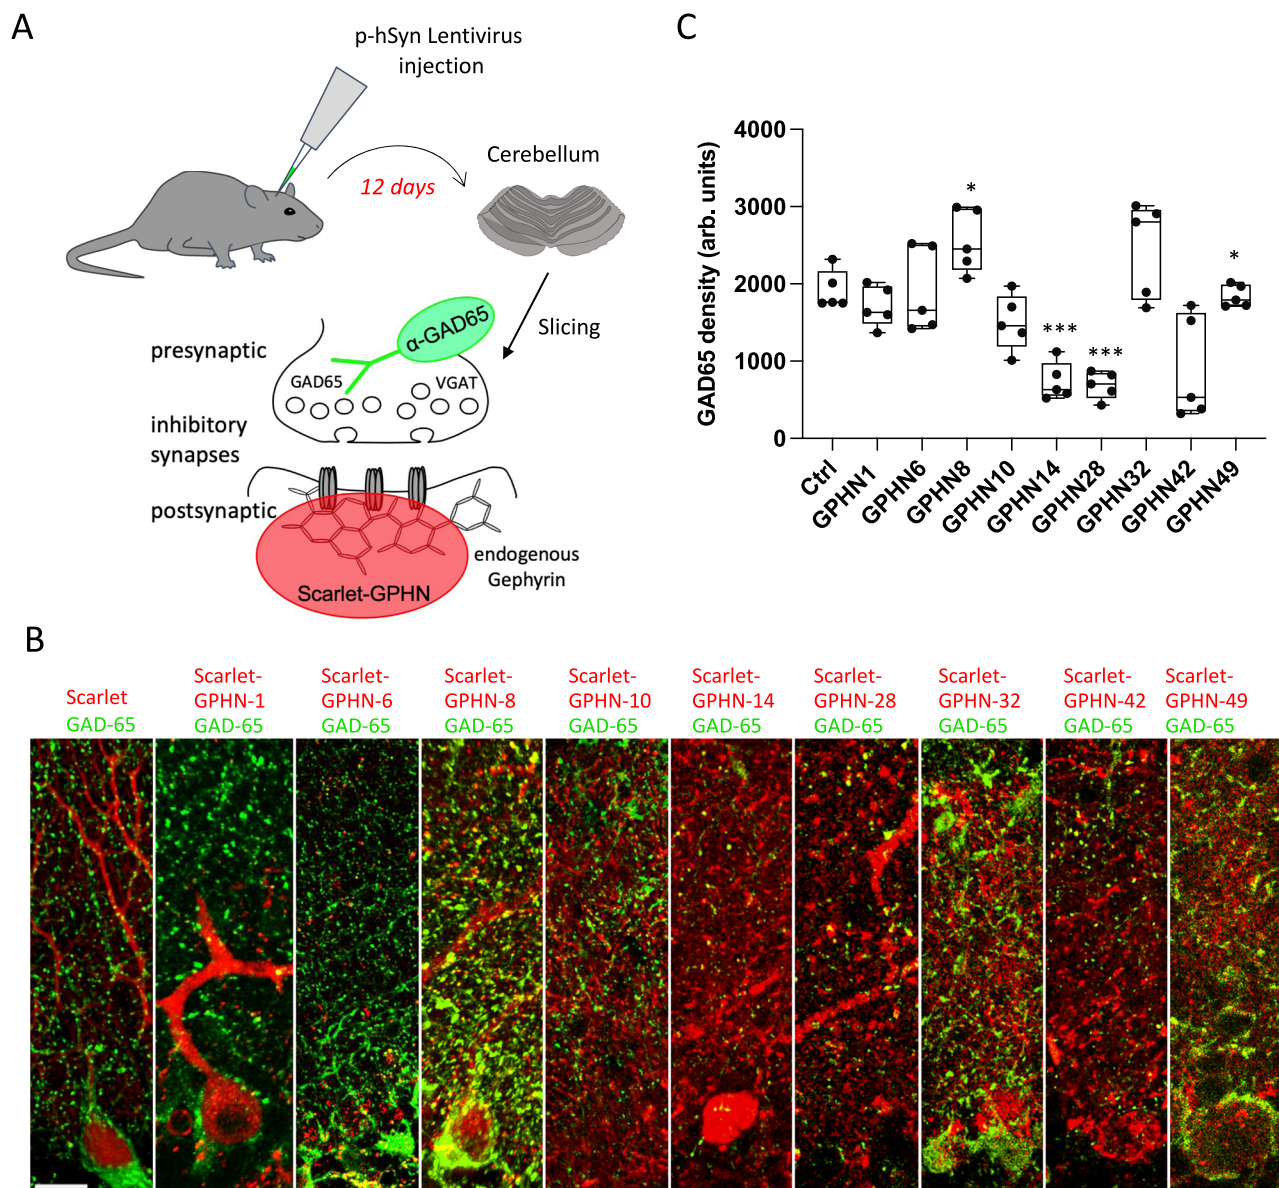 A
p-hSyn Lentivirus
injection
12 days
Cerebellum
Slicing
presynaptic
α-GAD65
GAD65
VGAT
inhibitory
synapses
postsynaptic
endogenous
Gephyrin
Scarlet-GPHN
C
GAD65 density (arb. units)
4000
3000
2000
1000
0
*
***
***
*
Ctrl
GPHN1
GPHN6
GPHN8
GPHN10
GPHN14
GPHN28
GPHN32
GPHN42
GPHN49
B
Scarlet
GAD-65
Scarlet-
GPHN-1
GAD-65
Scarlet-
GPHN-6
GAD-65
Scarlet-
GPHN-8
GAD-65
Scarlet-
GPHN-10
GAD-65
Scarlet-
GPHN-14
GAD-65
Scarlet-
GPHN-28
GAD-65
Scarlet-
GPHN-32
GAD-65
Scarlet-
GPHN-42
GAD-65
Scarlet-
GPHN-49
GAD-65